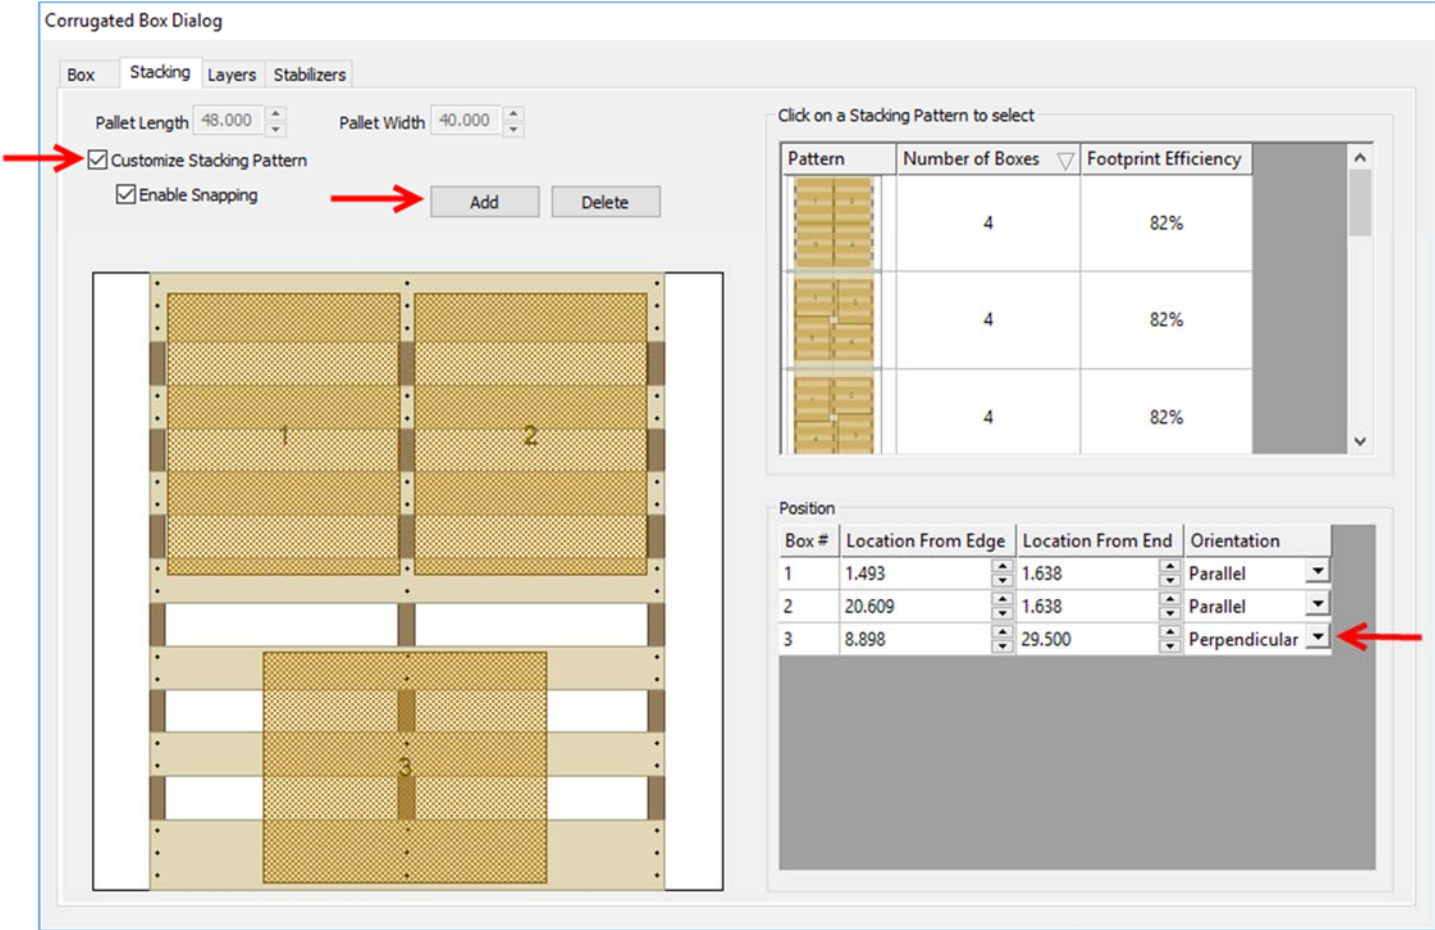 Corrugated Box Dialog
Box Stacking Layers Stabilizers
Pallet Length 48.000 Pallet Width 40.000
Customize Stacking Pattern
Enable Snapping
Add Delete
1 2
3
Click on a Stacking Pattern to select
Pattern Number of Boxes Footprint Efficiency
4 82%
4 82%
4 82%
Position
Box # Location From Edge Location From End Orientation
1 1.493 1.638 Parallel
2 20.609 1.638 Parallel
3 8.898 29.500 Perpendicular